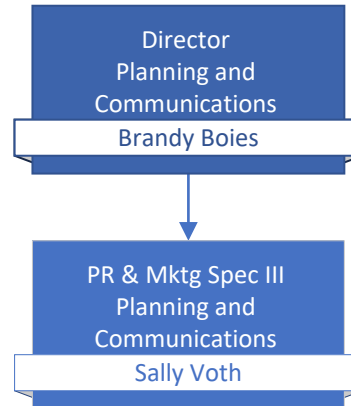 Director
Planning and
Communications
Brandy Boies
PR & Mktg Spec III
Planning and
Communications
Sally Voth